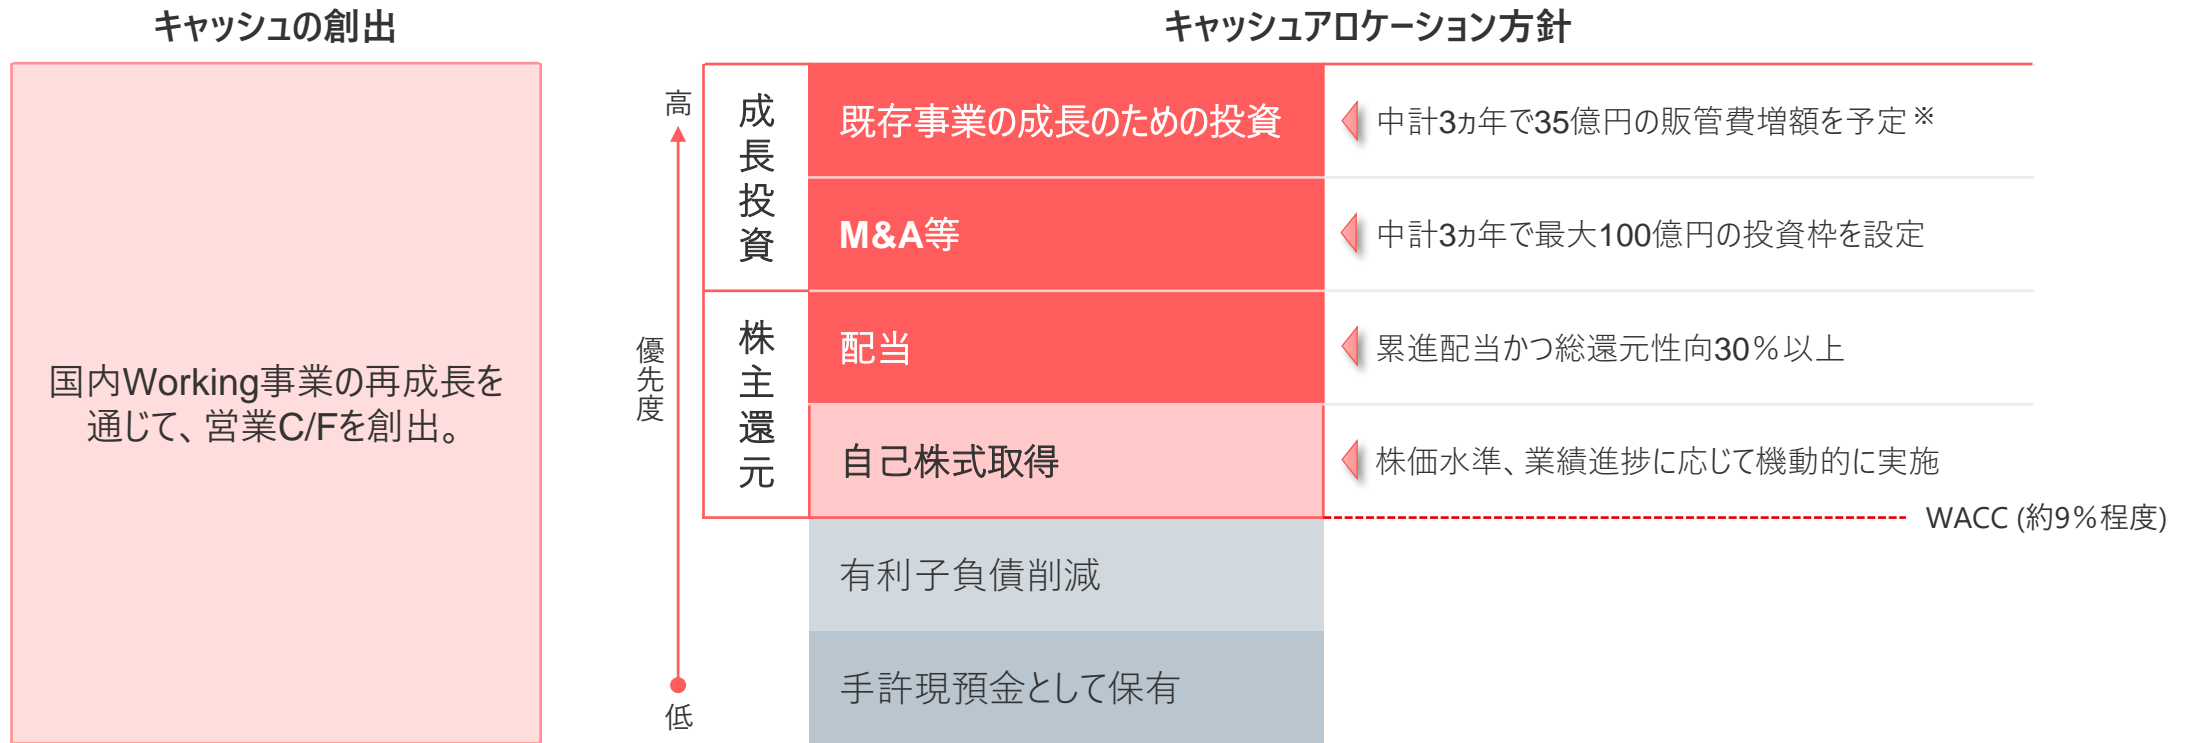 キャッシュの創出
国内Working事業の再成長を
通じて、営業C/Fを創出。
キャッシュアロケーション方針
高
優先度
低
成長投資
既存事業の成長のための投資
中計3ヵ年で35億円の販管費増額を予定※
M&A等
中計3ヵ年で最大100億円の投資枠を設定
株主還元
配当
累進配当かつ総還元性向30%以上
自己株式取得
株価水準、業績進捗に応じて機動的に実施
WACC (約9%程度)
有利子負債削減
手許現預金として保有